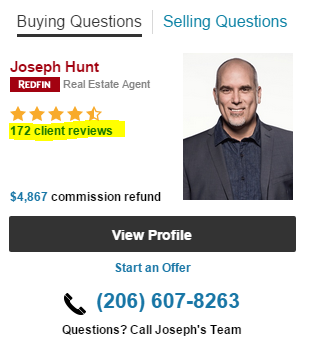 Buying Questions Selling Questions
Joseph Hunt
REDFIN Real Estate Agent
172 client reviews
$4,867 commission refund
View Profile
Start an Offer
(206) 607-8263
Questions? Call Joseph's Team